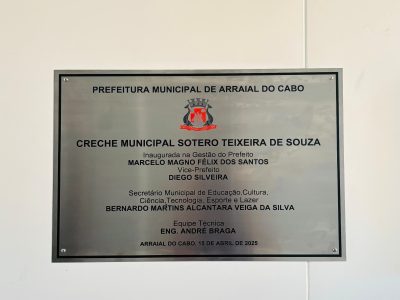 PREFEITURA MUNICIPAL DE ARRAIAL DO CABO
CRECHE MUNICIPAL SOTERO TEIXEIRA DE SOUZA
Inaugurada na Gestão do Prefeito
MARCELO MAGNO FÉLIX DOS SANTOS
Vice-Prefeito
DIEGO SILVEIRA
Secretário Municipal de Educação,Cultura,
Ciência,Tecnologia, Esporte e Lazer
BERNARDO MARTINS ALCANTARA VEIGA DA SILVA
Equipe Técnica
ENG. ANDRÉ BRAGA
ARRAIAL DO CABO, 15 DE ABRIL DE 2025